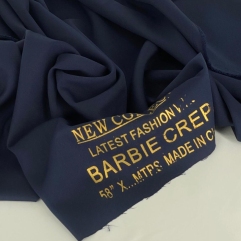 NEW CO
LATEST FASHION
BARBIE CREP
58" X...MTRS. MADE IN C